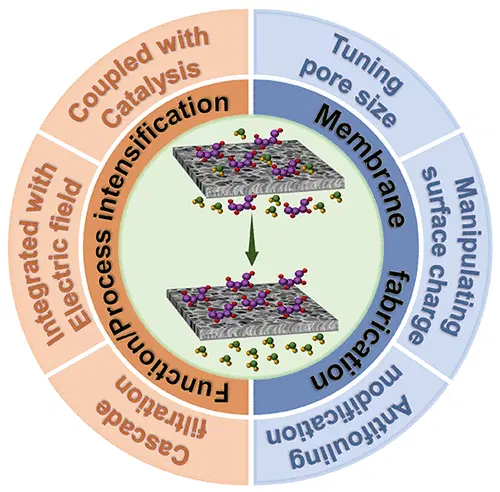 Coupled with
Catalysis
Integrated with
Electric field
Cascade
filtration
Function/Process intensification
Membrane fabrication
Tuning
pore size
Manipulating
surface charge
Antifouling
modification